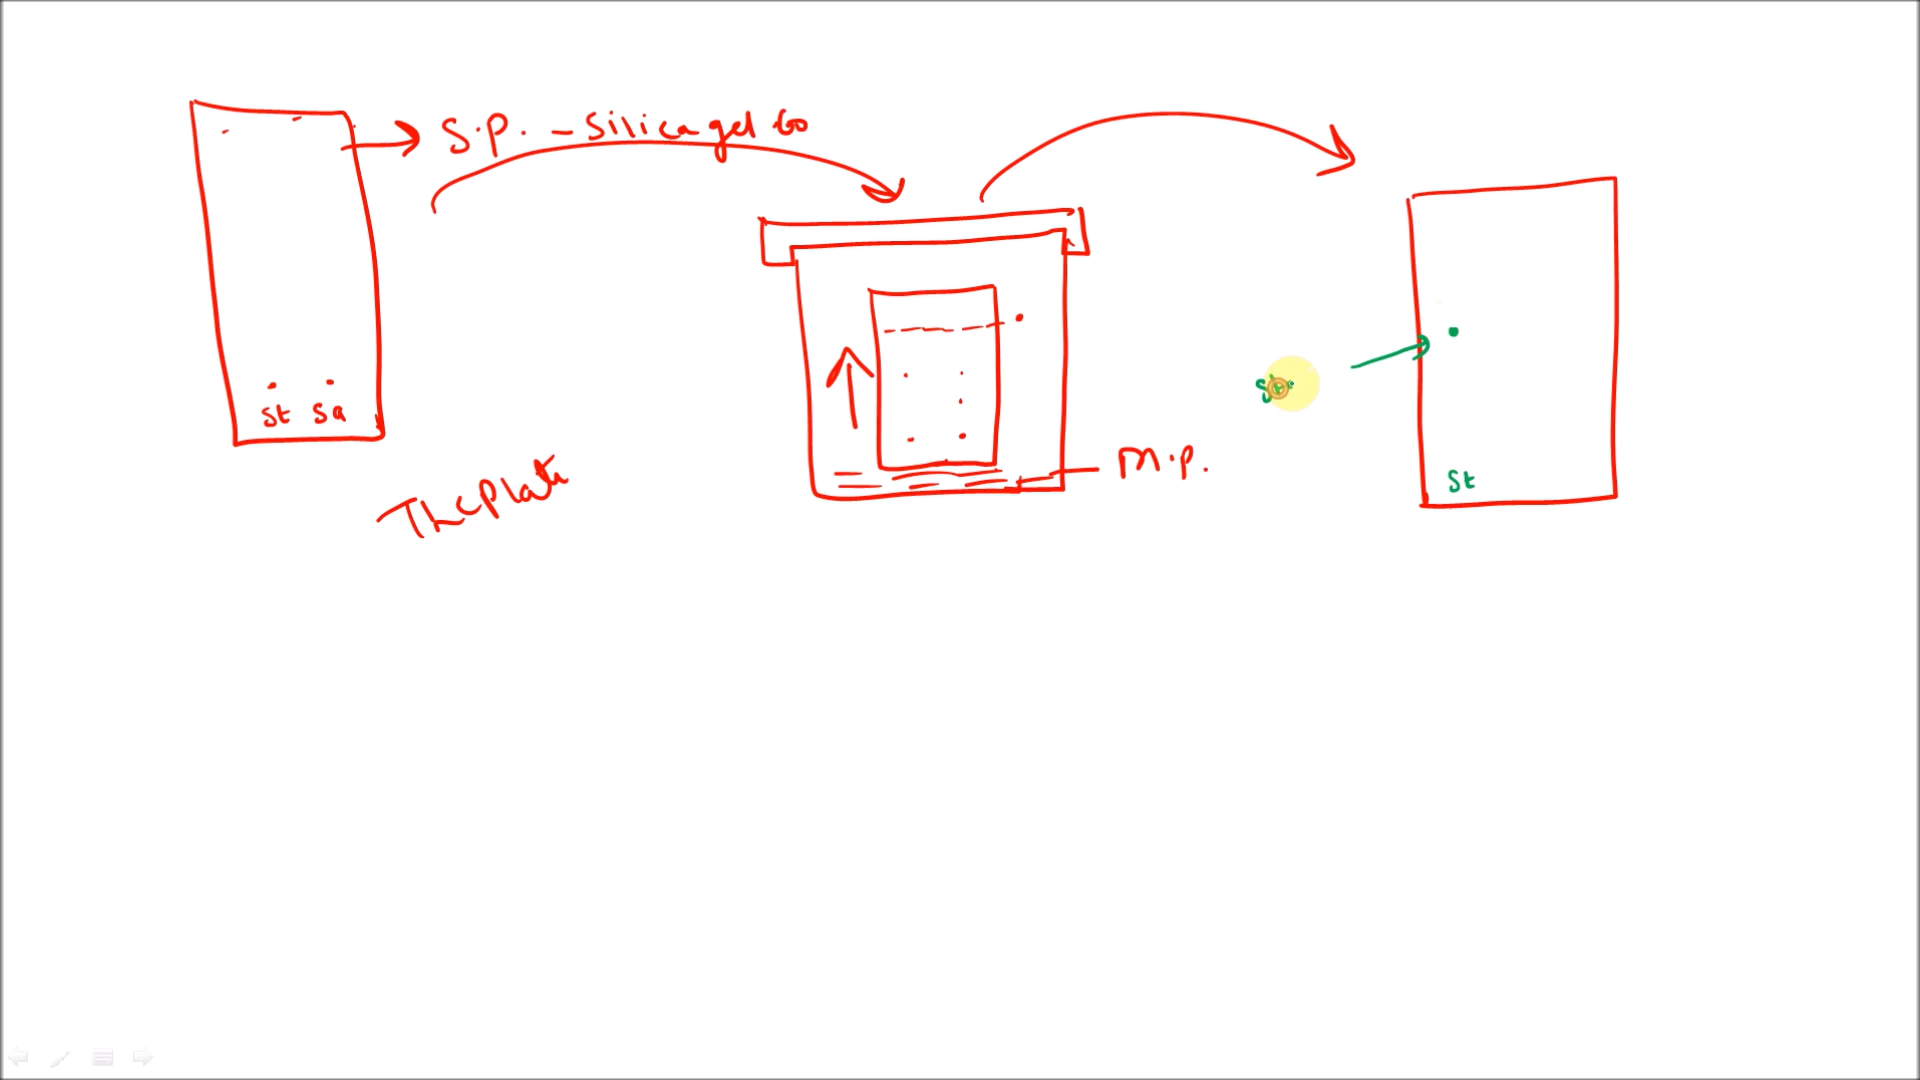 S.P. - Silica gel G
St Sa
TLC Plate
M.P.
St